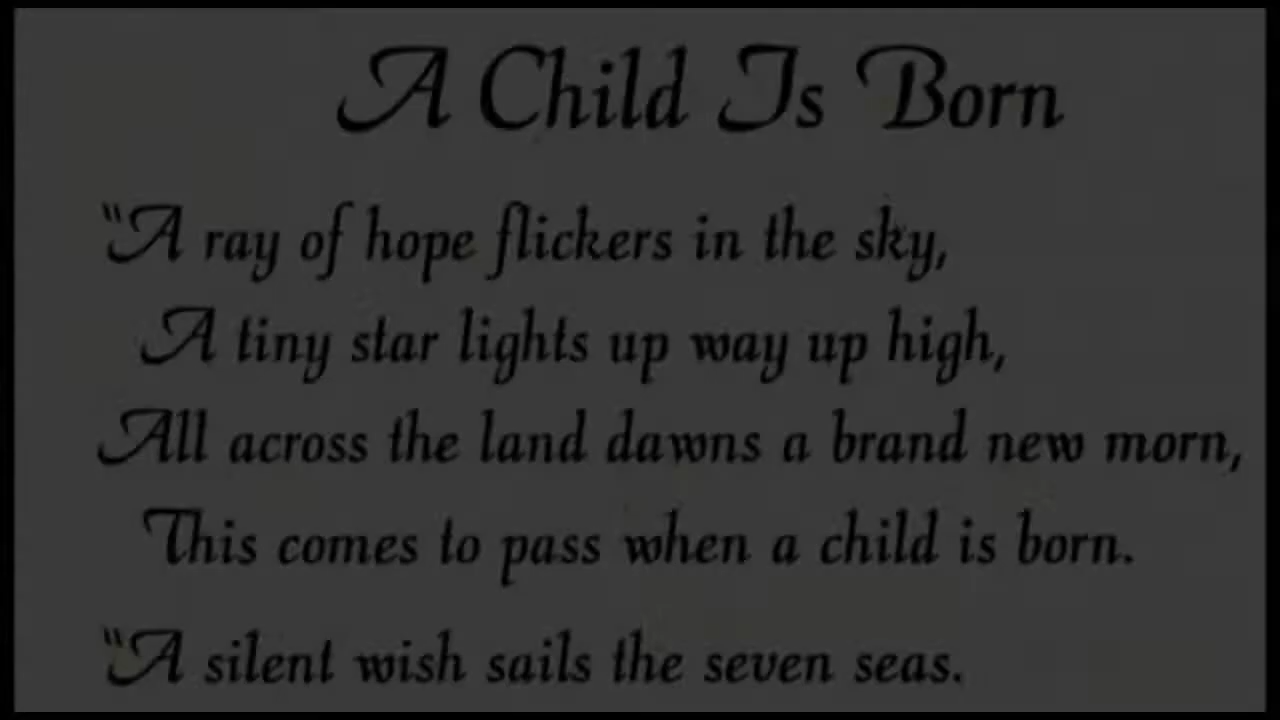 A Child Is Born
"A ray of hope flickers in the sky,
A tiny star lights up way up high,
All across the land dawns a brand new morn,
This comes to pass when a child is born.
"A silent wish sails the seven seas.